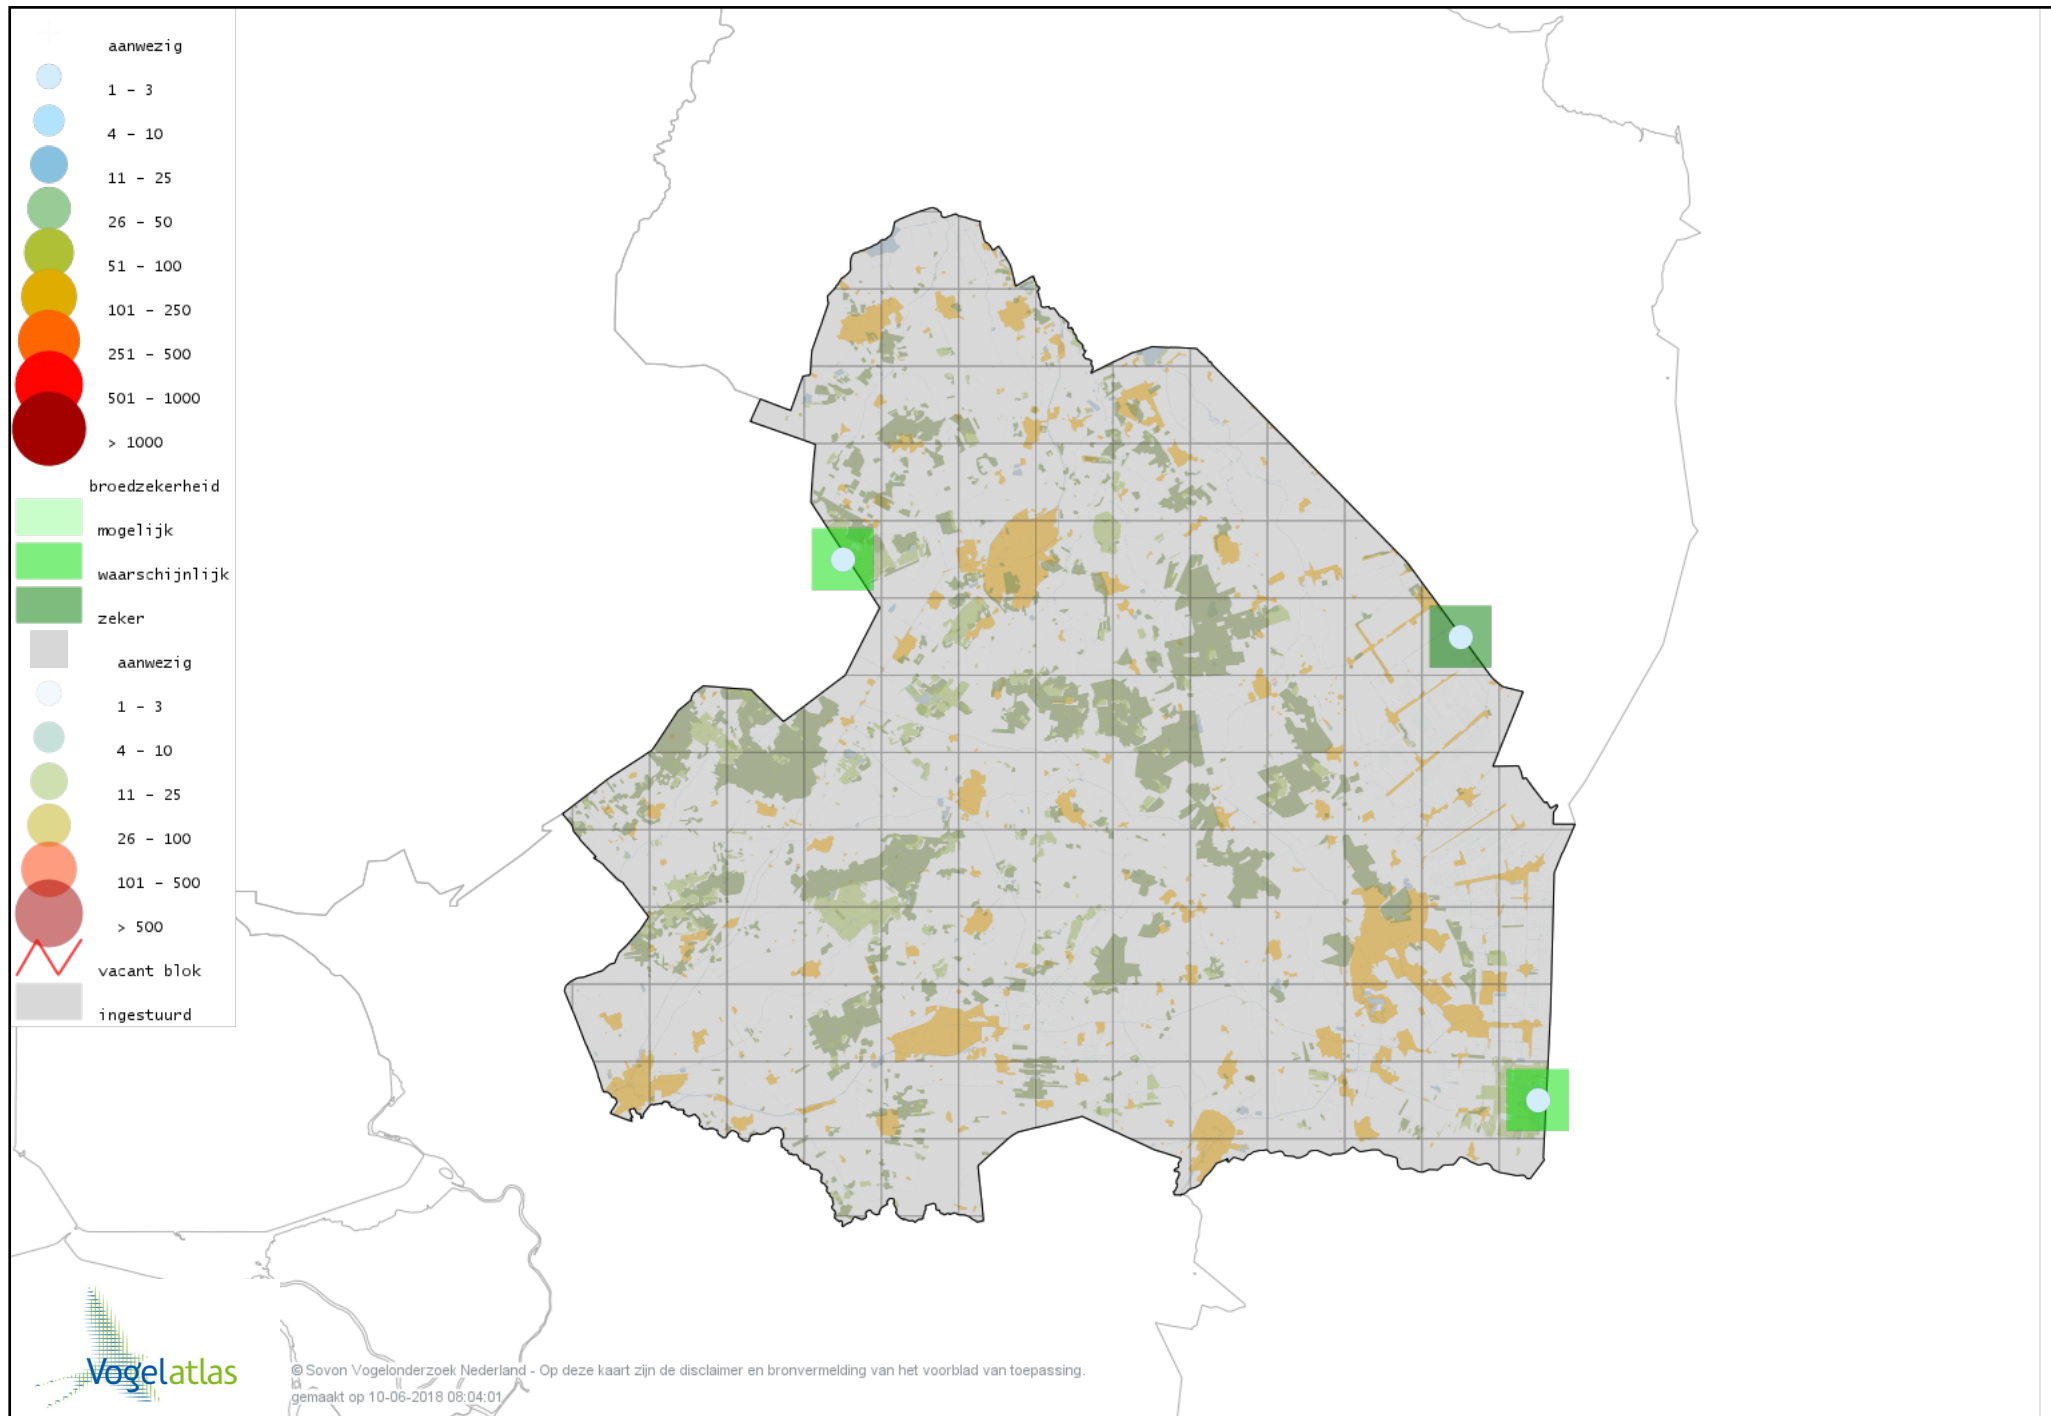 aanwezig
1 - 3
4 - 10
11 - 25
26 - 50
51 - 100
101 - 250
251 - 500
501 - 1000
> 1000
broedzekerheid
mogelijk
waarschijnlijk
zeker
aanwezig
1 - 3
4 - 10
11 - 25
26 - 100
101 - 500
> 500
vacant blok
ingestuurd
Vogelatlas
© Sovon Vogelonderzoek Nederland - Op deze kaart zijn de disclaimer en bronvermelding van het voorblad van toepassing.
gemaakt op 10-06-2018 08:04:01